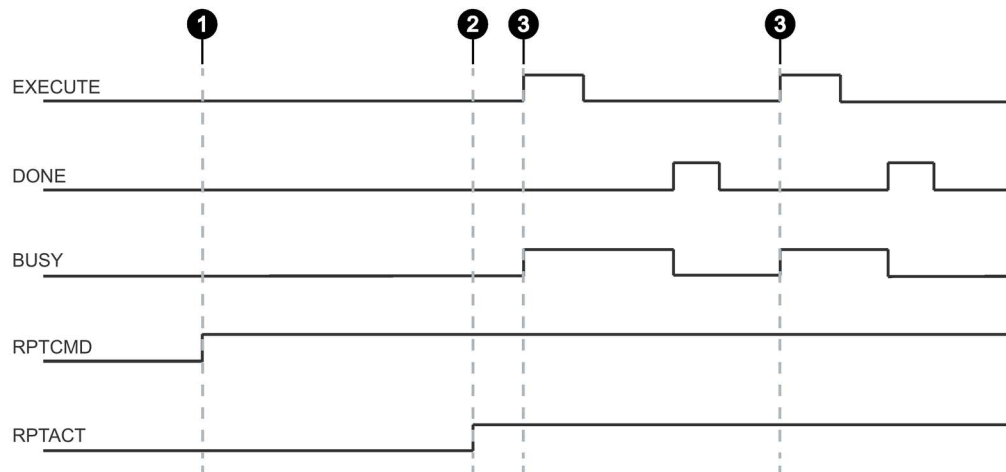 1 2 3 3
EXECUTE
DONE
BUSY
RPTCMD
RPTACT